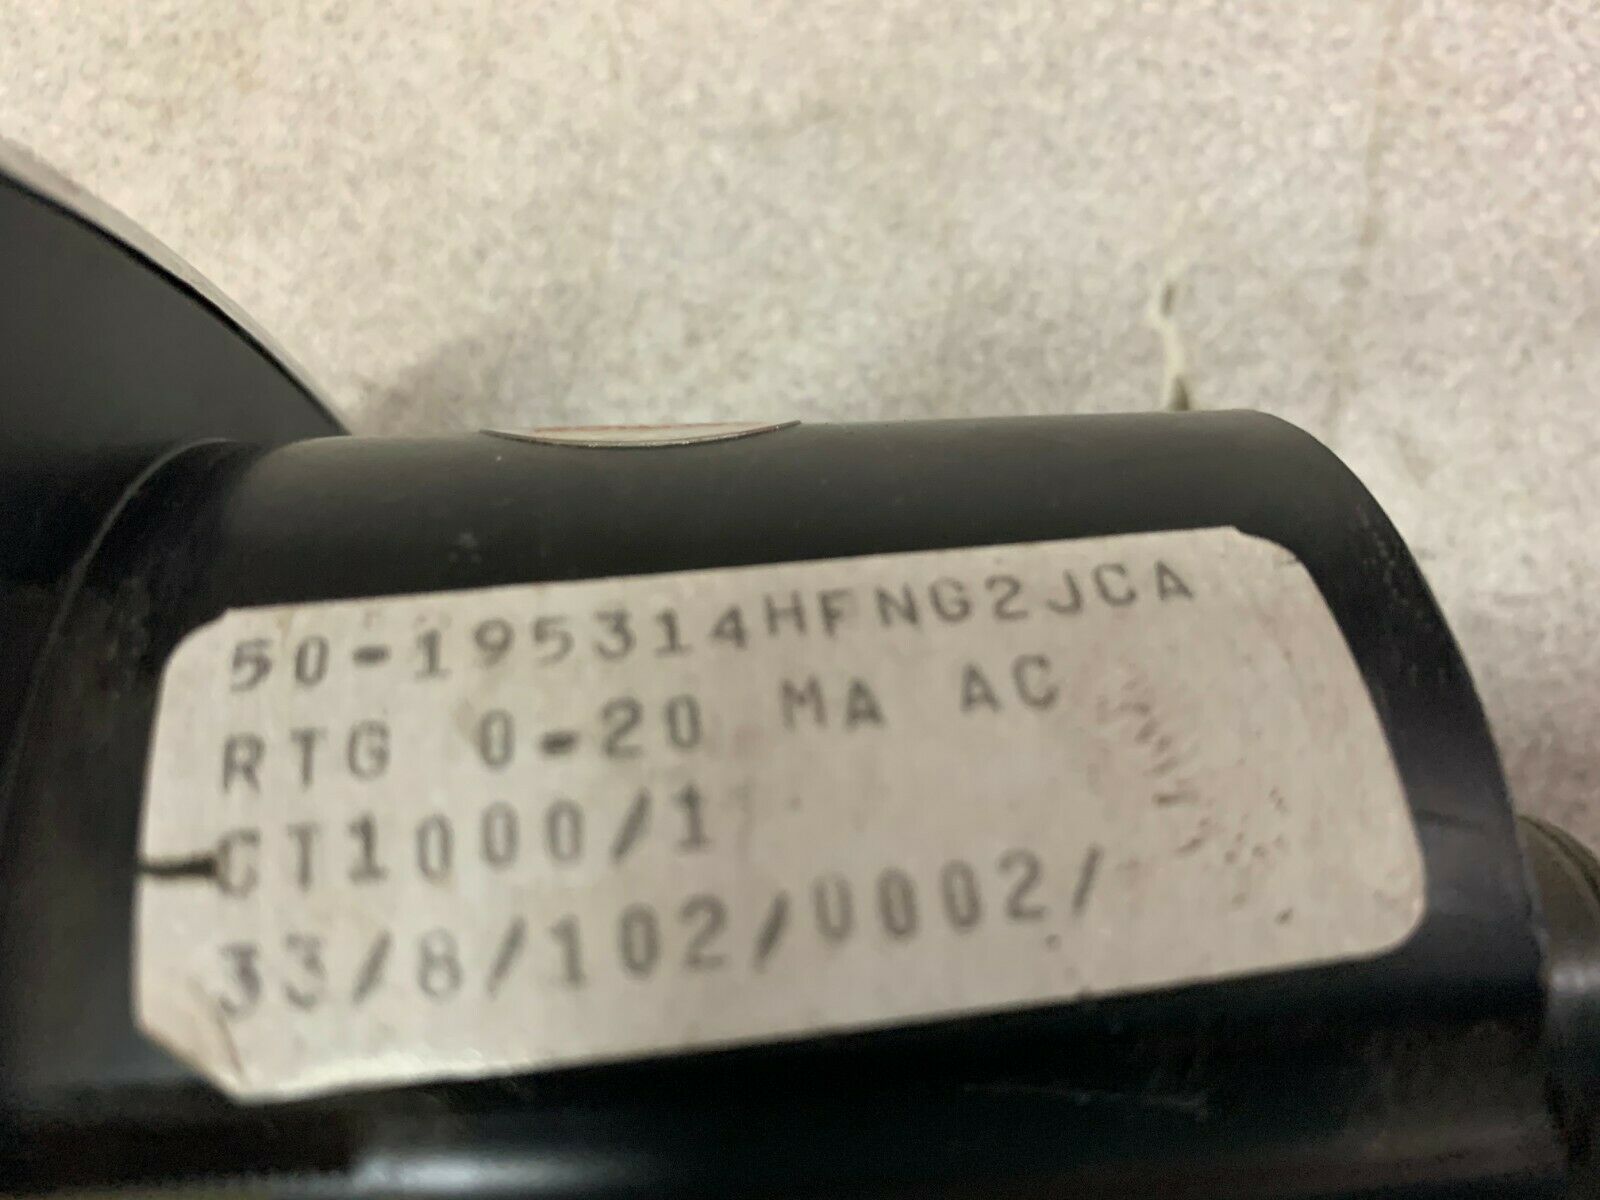 50-195314HFNG2JCA
RTG 0-20 MA AC
CT1000/1
33/8/102/0002/